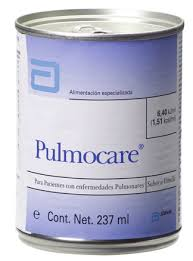 Alimentación especializada
6,40 kJ/ml
(1,51 kcal/ml)
Pulmocare®
Para Pacientes con enfermedades Pulmonares Sabor a Vainilla
e Cont. Net. 237 ml